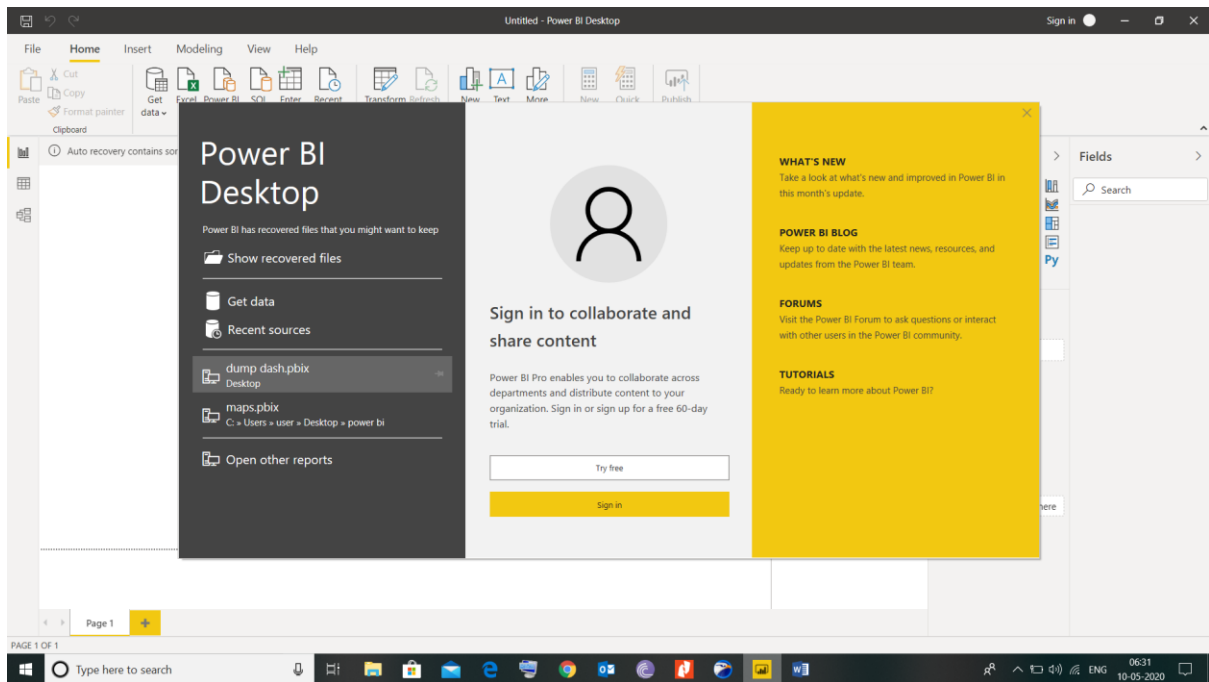 Untitled - Power BI Desktop
Sign in
File Home Insert Modeling View Help
Paste
Cut
Copy
Format painter
Clipboard
Get data
Excel Power BI SQL Enter Recent Transform Refresh New Text More New Quick Publish
Auto recovery contains som
Power BI
Desktop
Power BI has recovered files that you might want to keep
Show recovered files
Get data
Recent sources
dump dash.pbix
Desktop
maps.pbix
C: » Users » user » Desktop » power bi
Open other reports
Sign in to collaborate and
share content
Power BI Pro enables you to collaborate across
departments and distribute content to your
organization. Sign in or sign up for a free 60-day
trial.
Try free
Sign in
WHAT'S NEW
Take a look at what's new and improved in Power BI in
this month's update.
POWER BI BLOG
Keep up to date with the latest news, resources, and
updates from the Power BI team.
FORUMS
Visit the Power BI Forum to ask questions or interact
with other users in the Power BI community.
TUTORIALS
Ready to learn more about Power BI?
Fields
Search
Py
here
Page 1
PAGE 1 OF 1
Type here to search
ENG
06:31
10-05-2020